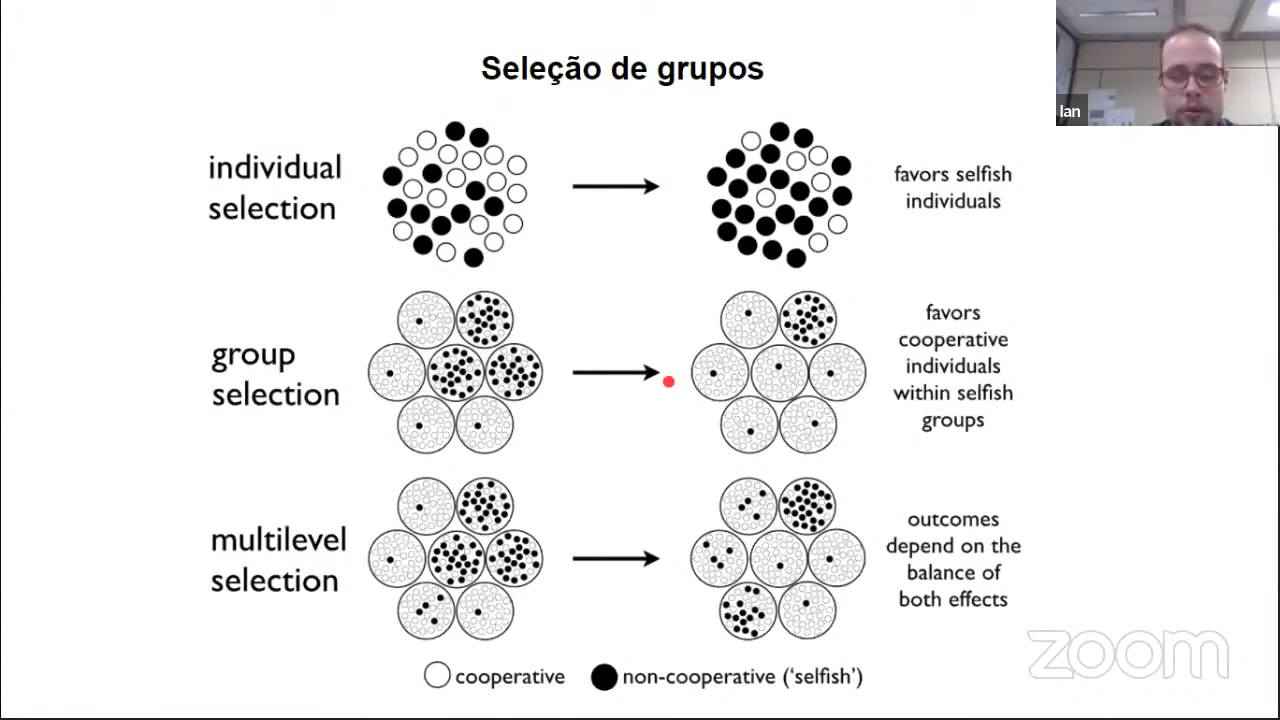 Seleção de grupos
Ian
individual
selection
favors selfish
individuals
group
selection
favors
cooperative
individuals
within selfish
groups
multilevel
selection
outcomes
depend on the
balance of
both effects
cooperative
non-cooperative ('selfish')
zoom